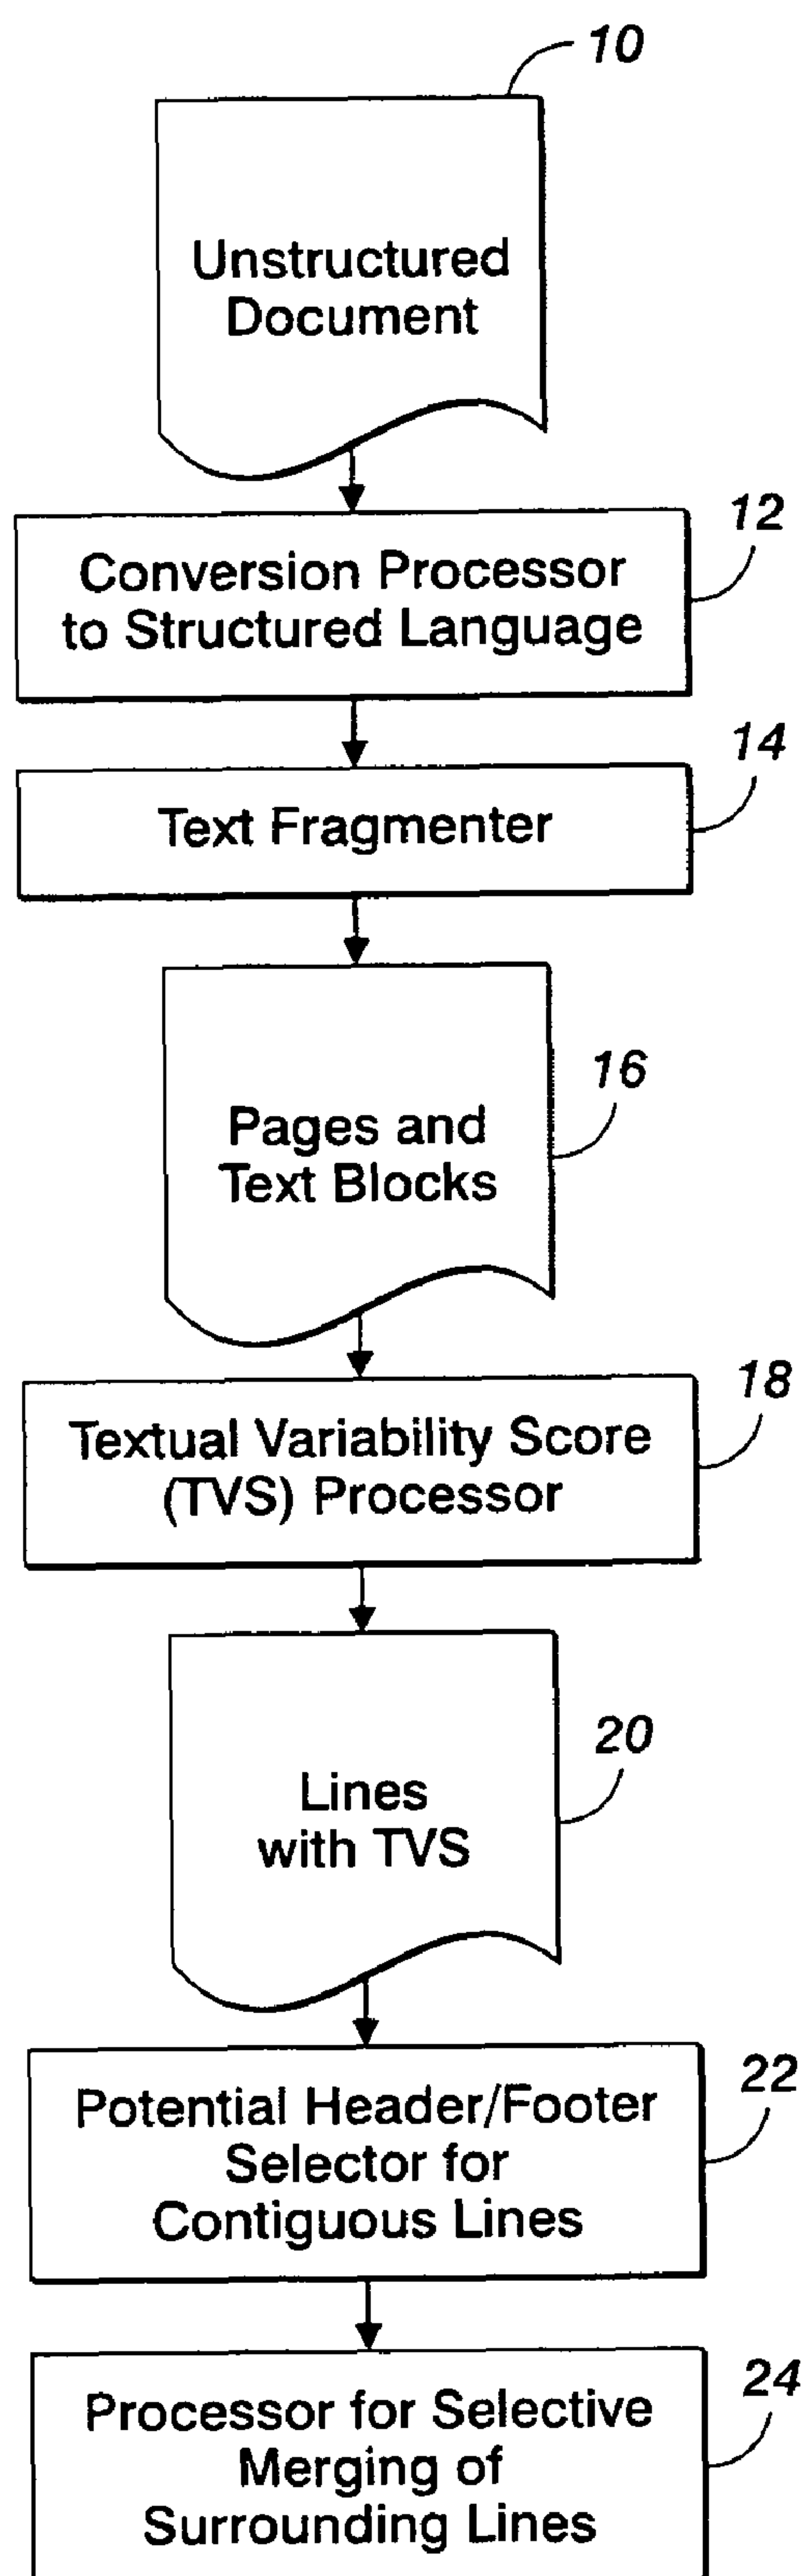 10
Unstructured
Document
12
Conversion Processor
to Structured Language
14
Text Fragmenter
16
Pages and
Text Blocks
18
Textual Variability Score
(TVS) Processor
20
Lines
with TVS
22
Potential Header/Footer
Selector for
Contiguous Lines
24
Processor for Selective
Merging of
Surrounding Lines